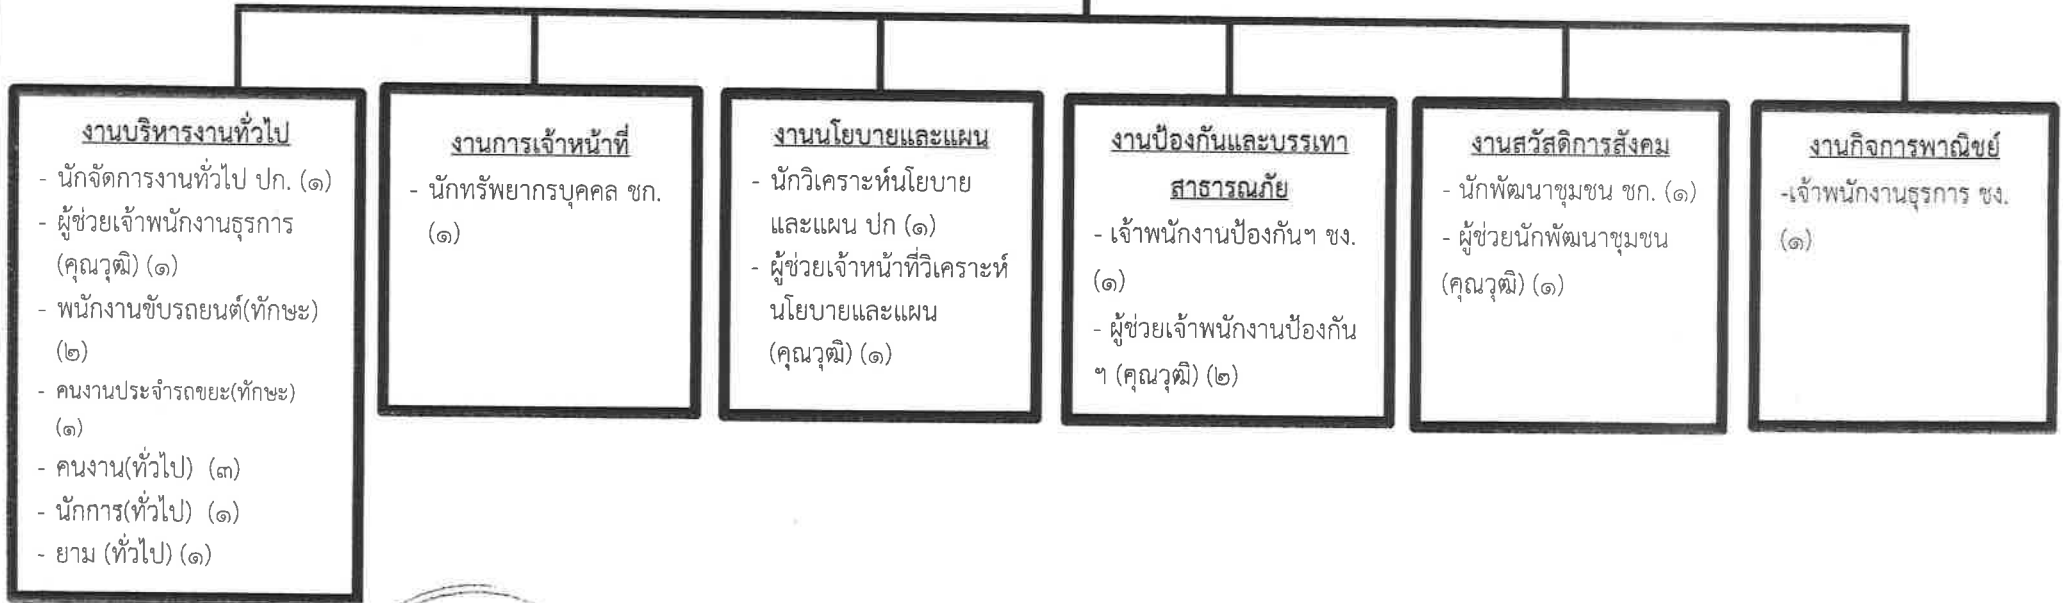 งานบริหารงานทั่วไป
- นักจัดการงานทั่วไป ปก. (๑)
- ผู้ช่วยเจ้าพนักงานธุรการ
(คุณวุฒิ) (๑)
- พนักงานขับรถยนต์(ทักษะ)
(๒)
- คนงานประจำรถขยะ(ทักษะ)
(๑)
- คนงาน(ทั่วไป) (๓)
- นักการ(ทั่วไป) (๑)
- ยาม (ทั่วไป) (๑)
งานการเจ้าหน้าที่
- นักทรัพยากรบุคคล ชก.
(๑)
งานนโยบายและแผน
- นักวิเคราะห์นโยบาย
และแผน ปก (๑)
- ผู้ช่วยเจ้าหน้าที่วิเคราะห์
นโยบายและแผน
(คุณวุฒิ) (๑)
งานป้องกันและบรรเทา
สาธารณภัย
- เจ้าพนักงานป้องกันฯ ชง.
(๑)
- ผู้ช่วยเจ้าพนักงานป้องกัน
ฯ (คุณวุฒิ) (๒)
งานสวัสดิการสังคม
- นักพัฒนาชุมชน ชก. (๑)
- ผู้ช่วยนักพัฒนาชุมชน
(คุณวุฒิ) (๑)
งานกิจการพาณิชย์
-เจ้าพนักงานธุรการ ชง.
(๑)